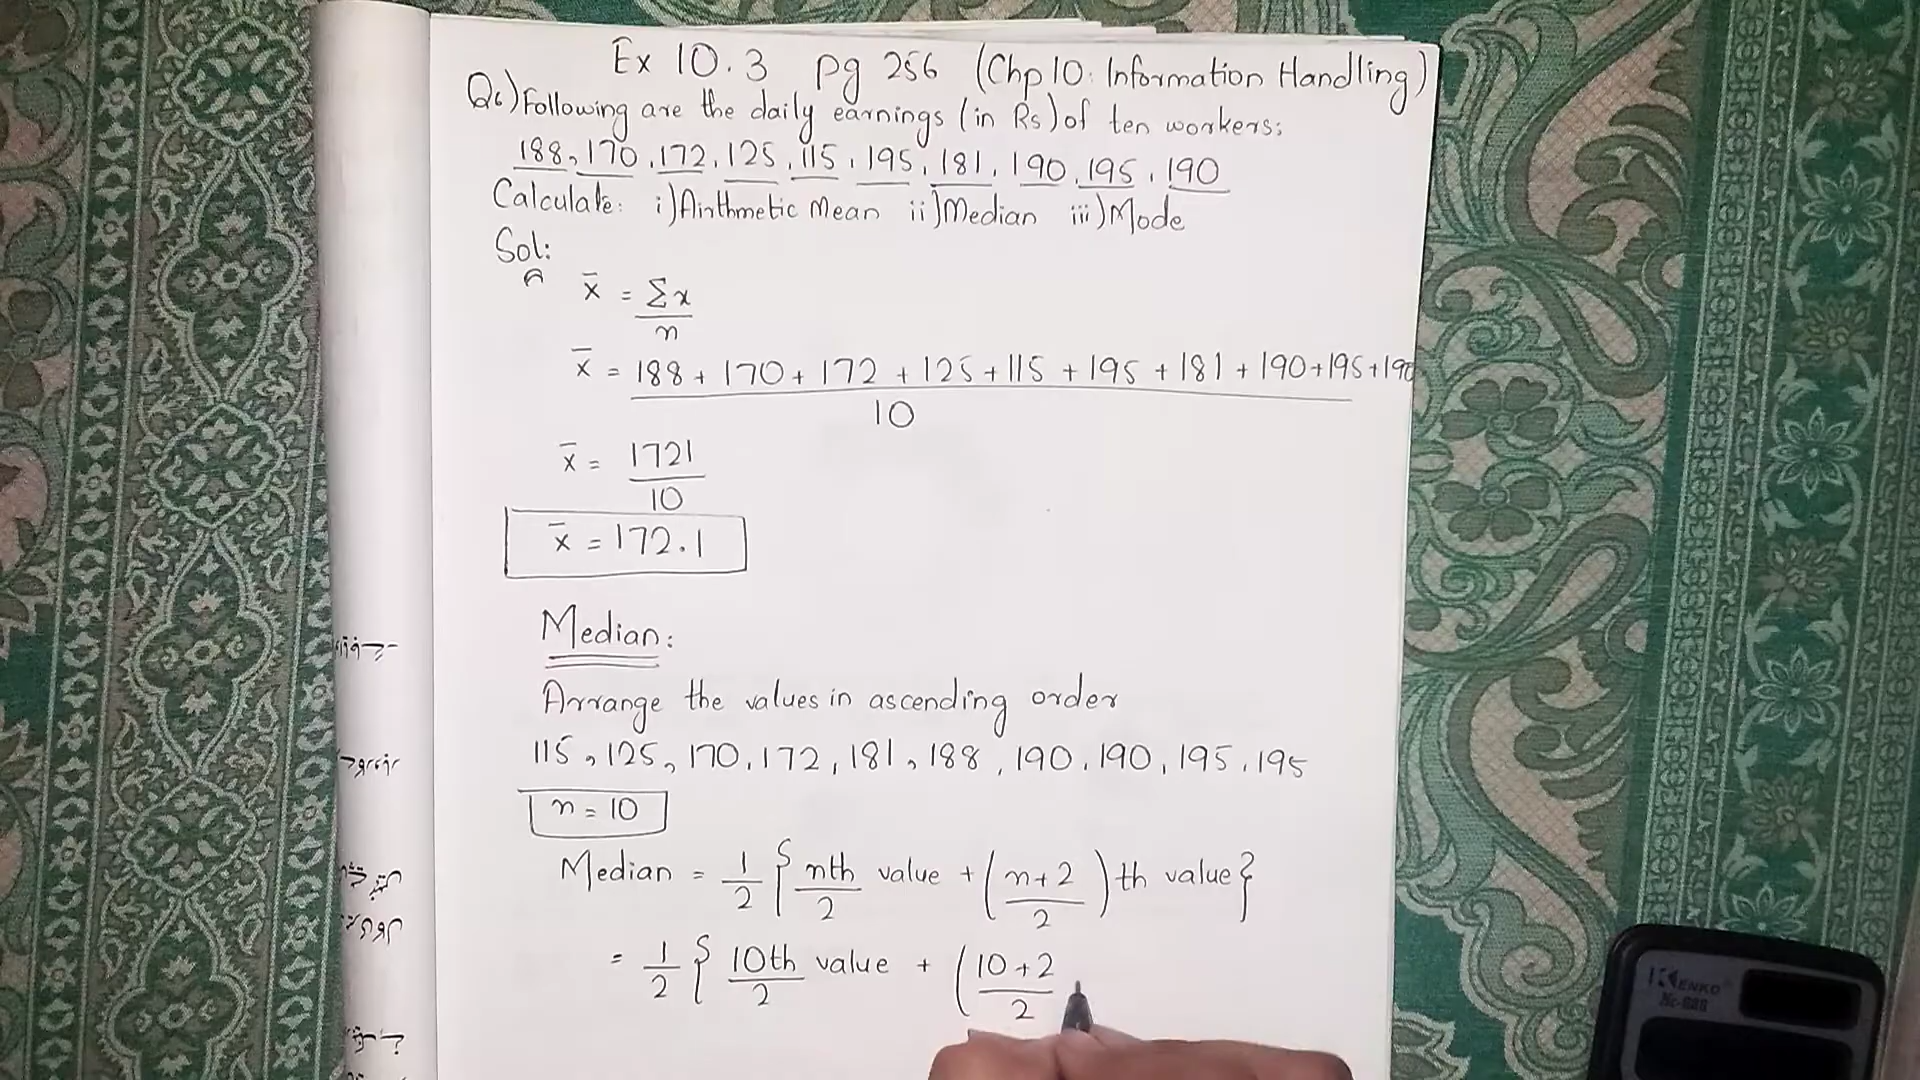 Ex 10.3 pg 256 (Chp 10: Information Handling)
Q6) Following are the daily earnings (in Rs) of ten workers:
188, 170, 172, 125, 115, 195, 181, 190, 195, 190
Calculate: i) Airthmetic Mean ii) Median iii) Mode
Sol:
x̄ = Σx / n
x̄ = 188 + 170 + 172 + 125 + 115 + 195 + 181 + 190 + 195 + 190 / 10
x̄ = 1721 / 10
x̄ = 172.1
Median:
Arrange the values in ascending order
115, 125, 170, 172, 181, 188, 190, 190, 195, 195
n = 10
Median = 1/2 { nth/2 value + (n+2 / 2) th value }
= 1/2 { 10th/2 value + (10+2 / 2
KENKO